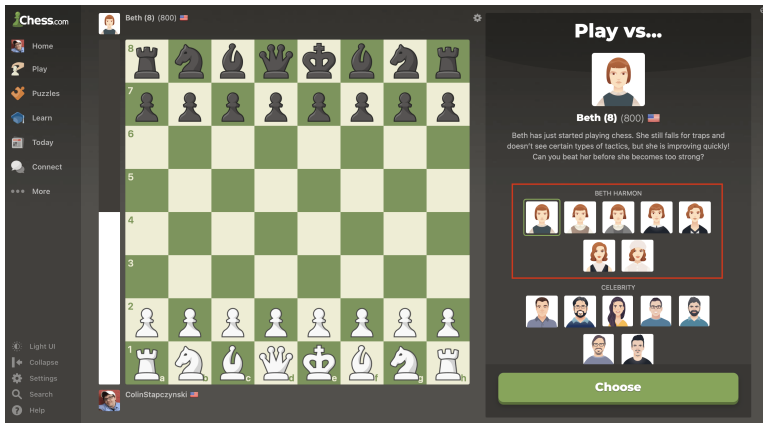 Chess.com
Home
Play
Puzzles
Learn
Today
Connect
More
Light UI
Collapse
Settings
Search
Help
Beth (8) (800)
8
7
6
5
4
3
2
1
a b c d e f g h
ColinStapczynski
Play vs...
Beth (8) (800)
Beth has just started playing chess. She still falls for traps and
doesn't see certain types of tactics, but she is improving quickly!
Can you beat her before she becomes too strong?
BETH HARMON
CELEBRITY
Choose